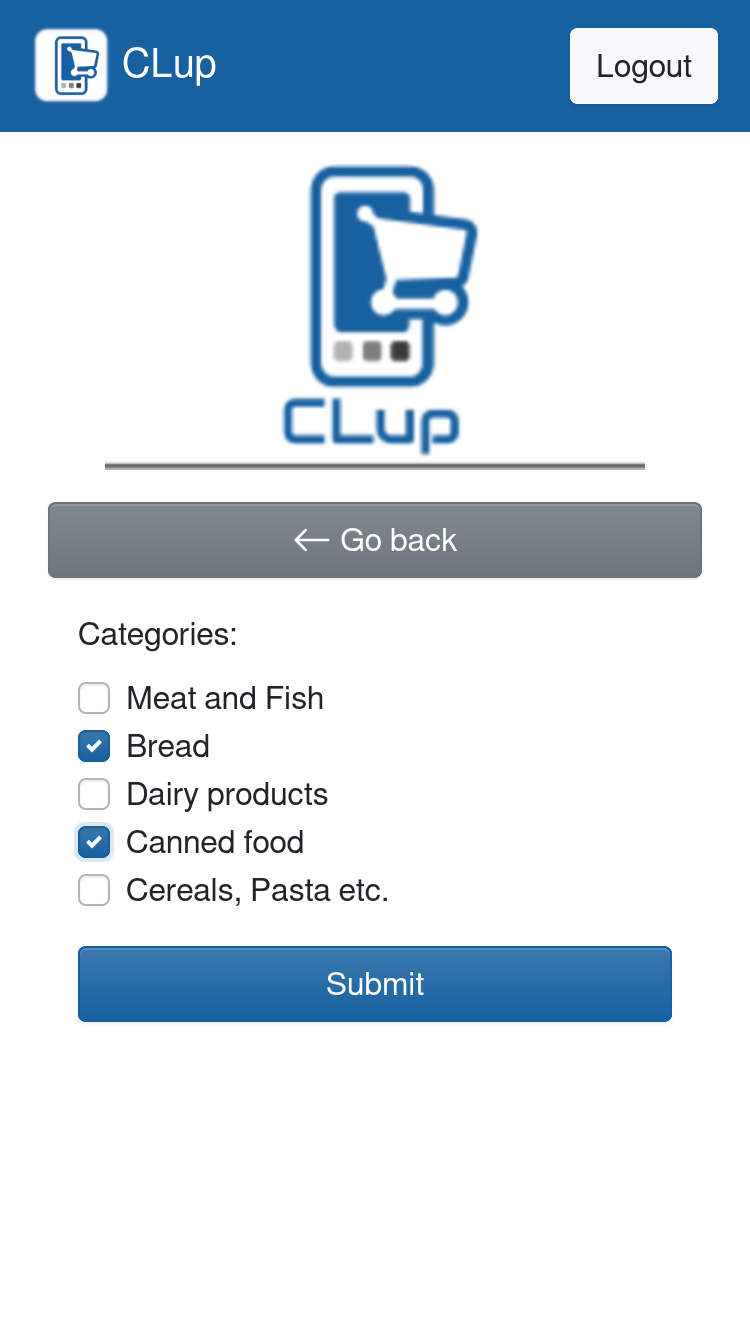 CLup
Logout
CLup
Go back
Categories:
Meat and Fish
Bread
Dairy products
Canned food
Cereals, Pasta etc.
Submit